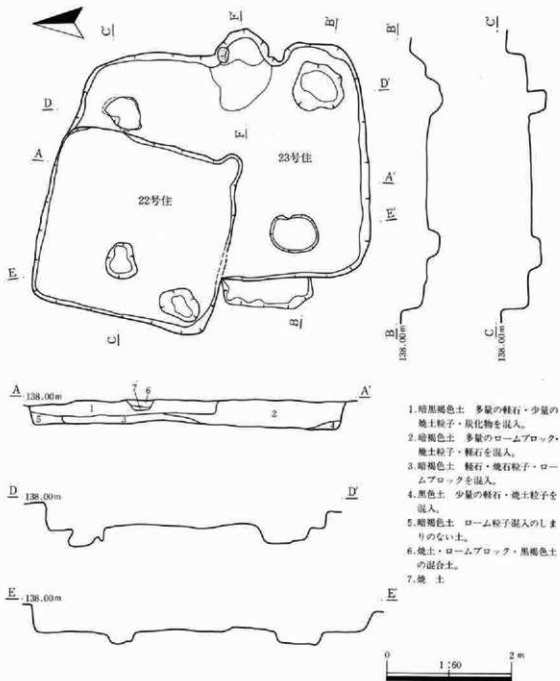 C'
F'
B'
B'
C'
D
D'
A
F
23号住
A'
22号住
E'
E
C
B
B 138.00m
C 138.00m
A 138.00m
7 6
A'
1
2
5
3
4
D 138.00m
D'
E 138.00m
E'
1.暗黒褐色土 多量の軽石・少量の
焼土粒子・炭化物を混入。
2.暗褐色土 多量のロームブロック・
焼土粒子・軽石を混入。
3.暗褐色土 軽石・焼石粒子・ロー
ムブロックを混入。
4.黒色土 少量の軽石・焼土粒子を
混入。
5.暗褐色土 ローム粒子混入のしま
りのない土。
6.焼土・ロームブロック・黒褐色土
の混合土。
7.焼 土
0 1:60 2m